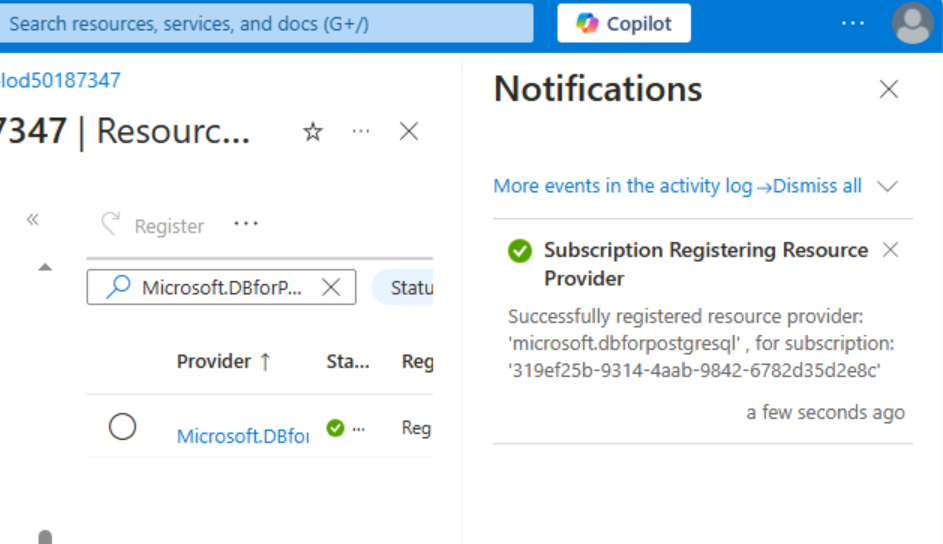 Search resources, services, and docs (G+/)
Copilot
...
lod50187347
7347 | Resourc...
...
«
Register
...
Microsoft.DBforP...
Statu
Provider ↑ Sta... Reg
Microsoft.DBfor ... Reg
Notifications
More events in the activity log → Dismiss all
Subscription Registering Resource
Provider
Successfully registered resource provider:
'microsoft.dbforpostgresql' , for subscription:
'319ef25b-9314-4aab-9842-6782d35d2e8c'
a few seconds ago